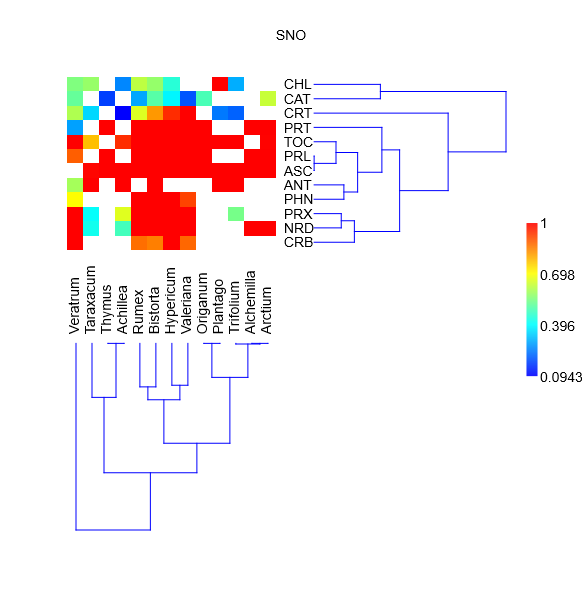 SNO
CHL
CAT
CRT
PRT
TOC
PRL
ASC
ANT
PHN
PRX
NRD
CRB
1
0.698
0.396
0.0943
Veratrum
Taraxacum
Thymus
Achillea
Rumex
Bistorta
Hypericum
Valeriana
Origanum
Plantago
Trifolium
Alchemilla
Arctium